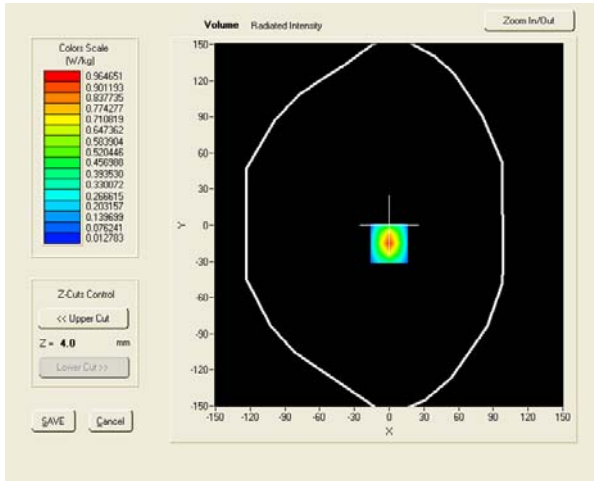 Volume Radiated Intensity
Zoom In/Out
Colors Scale
(W/kg)
0.964651
0.901193
0.837735
0.774277
0.710819
0.647362
0.583904
0.520446
0.456988
0.393530
0.330072
0.266615
0.203157
0.139699
0.076241
0.012783
Z-Cuts Control
<< Upper Cut
Z = 4.0 mm
Lower Cut >>
SAVE Cancel
150-
120-
90-
60-
30-
0-
-30-
-60-
-90-
-120-
-150-
Y
-150 -120 -90 -60 -30 0 30 60 90 120 150
X